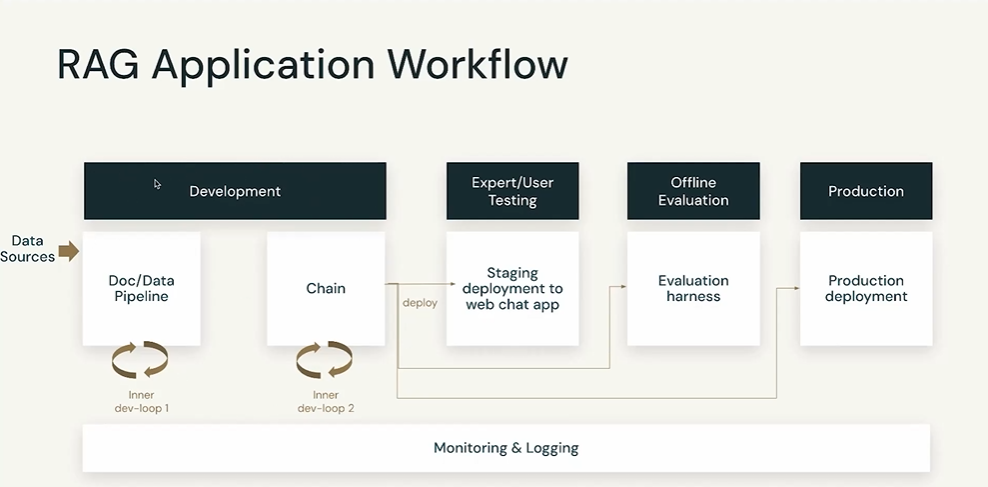 RAG Application Workflow
Development
Expert/User
Testing
Offline
Evaluation
Production
Data
Sources
Doc/Data
Pipeline
Chain
deploy
Staging
deployment to
web chat app
Evaluation
harness
Production
deployment
Inner
dev-loop 1
Inner
dev-loop 2
Monitoring & Logging